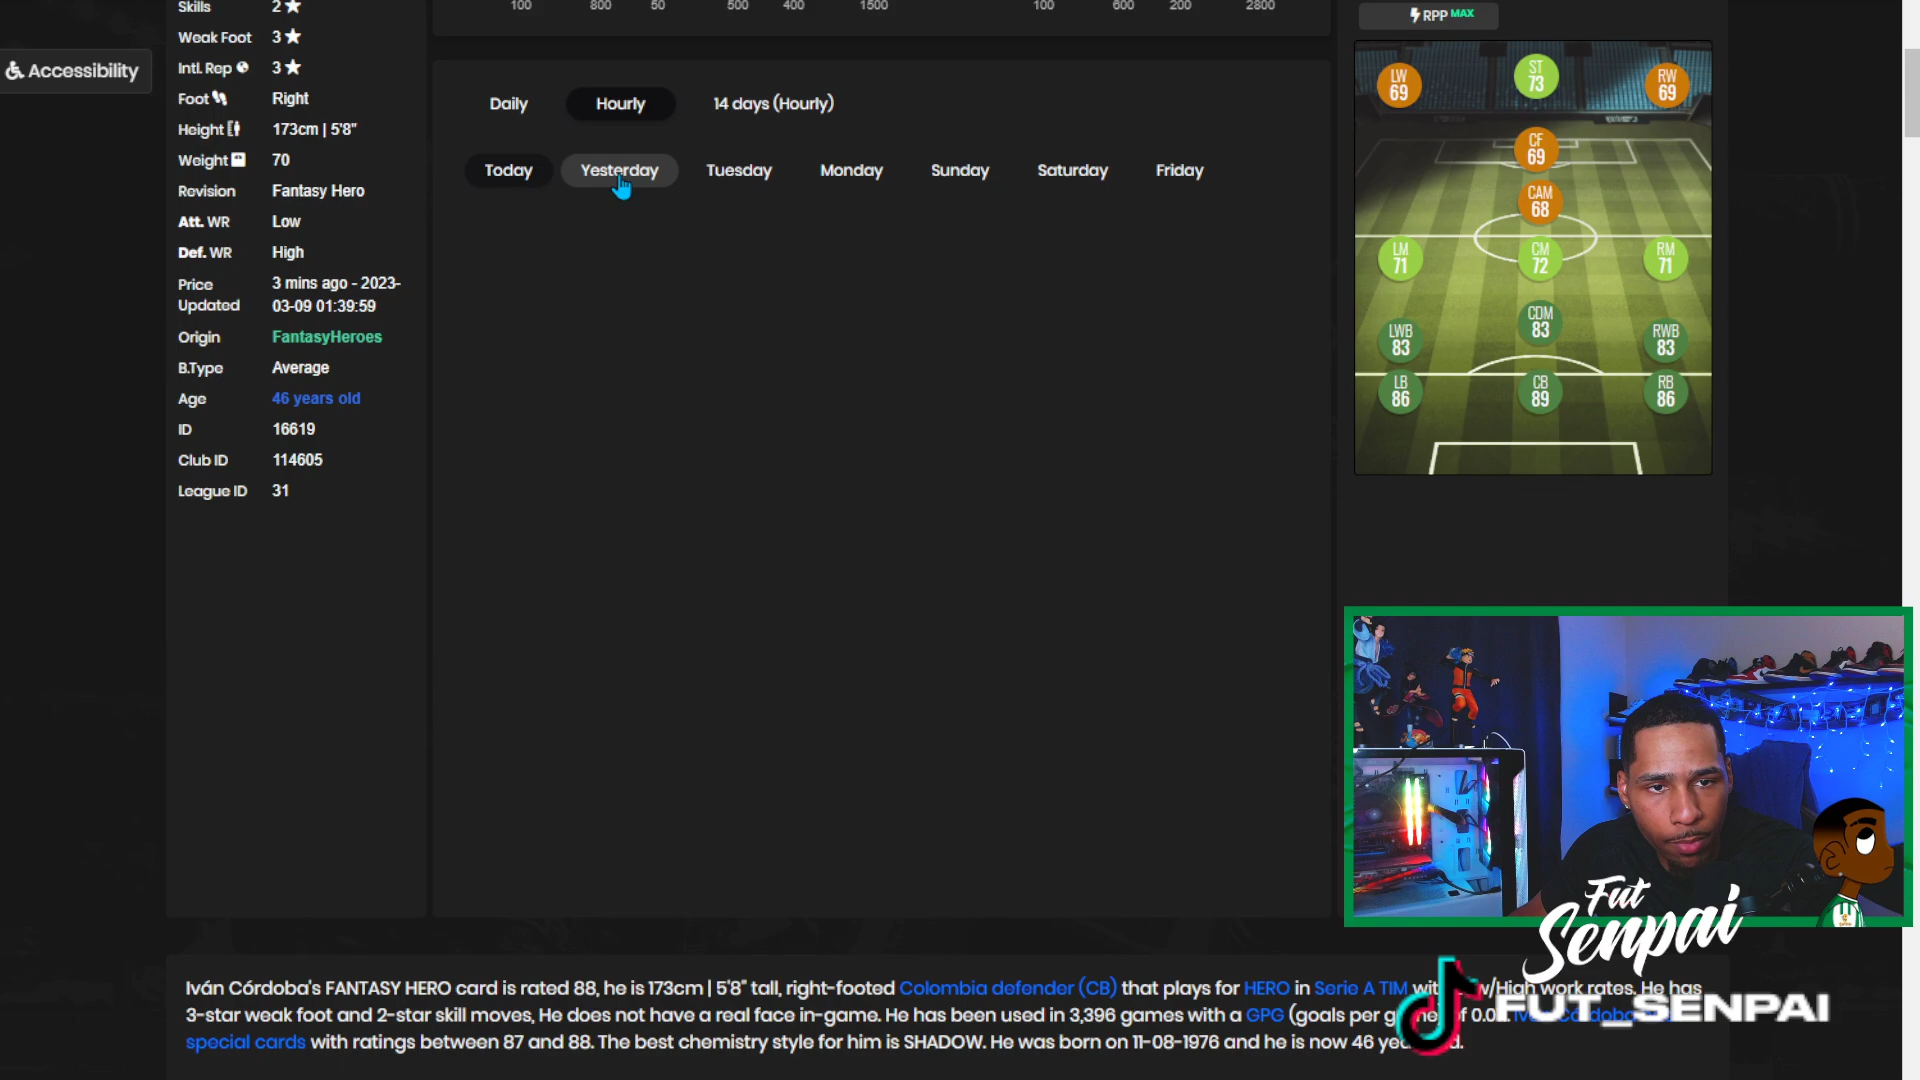 Skills 2★
Weak Foot 3★
Intl. Rep 3★
Foot Right
Height 173cm | 5'8"
Weight 70
Revision Fantasy Hero
Att. WR Low
Def. WR High
Price Updated 3 mins ago - 2023-
03-09 01:39:59
Origin FantasyHeroes
B.Type Average
Age 46 years old
ID 16619
Club ID 114605
League ID 31
Accessibility
100 800 50 500 400 1500 100 600 200 2800
Daily Hourly 14 days (Hourly)
Today Yesterday Tuesday Monday Sunday Saturday Friday
RPP MAX
LW 69
ST 73
RW 69
CF 69
CAM 68
LM 71
CM 72
RM 71
CDM 83
LWB 83
RWB 83
LB 86
CB 89
RB 86
Iván Córdoba's FANTASY HERO card is rated 88, he is 173cm | 5'8" tall, right-footed Colombia defender (CB) that plays for HERO in Serie A TIM w/High work rates. He has
3-star weak foot and 2-star skill moves, He does not have a real face in-game. He has been used in 3,396 games with a GPG (goals per
special cards with ratings between 87 and 88. The best chemistry style for him is SHADOW. He was born on 11-08-1976 and he is now 46
Fut
Senpai
FUT_SENPAI